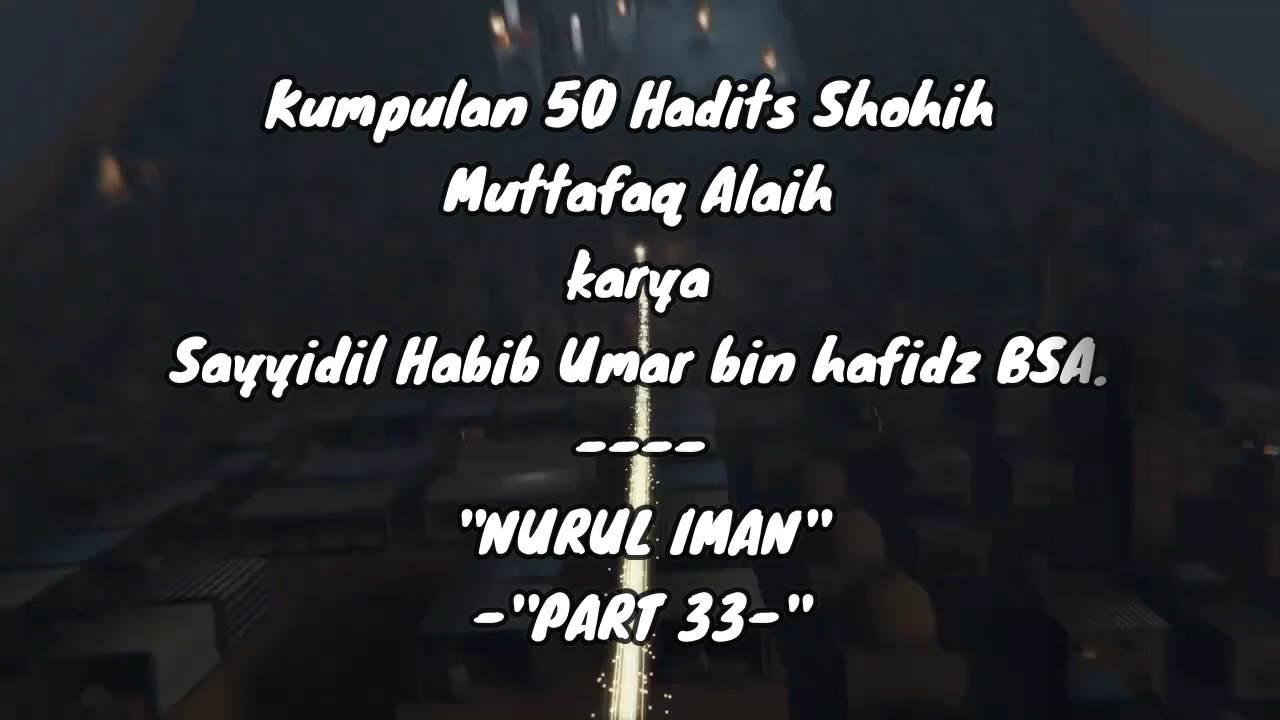 Kumpulan 50 Hadits Shohih
Muttafaq Alaih
karya
Sayyidil Habib Umar bin hafidz BSA.
----
"NURUL IMAN"
-"PART 33-"